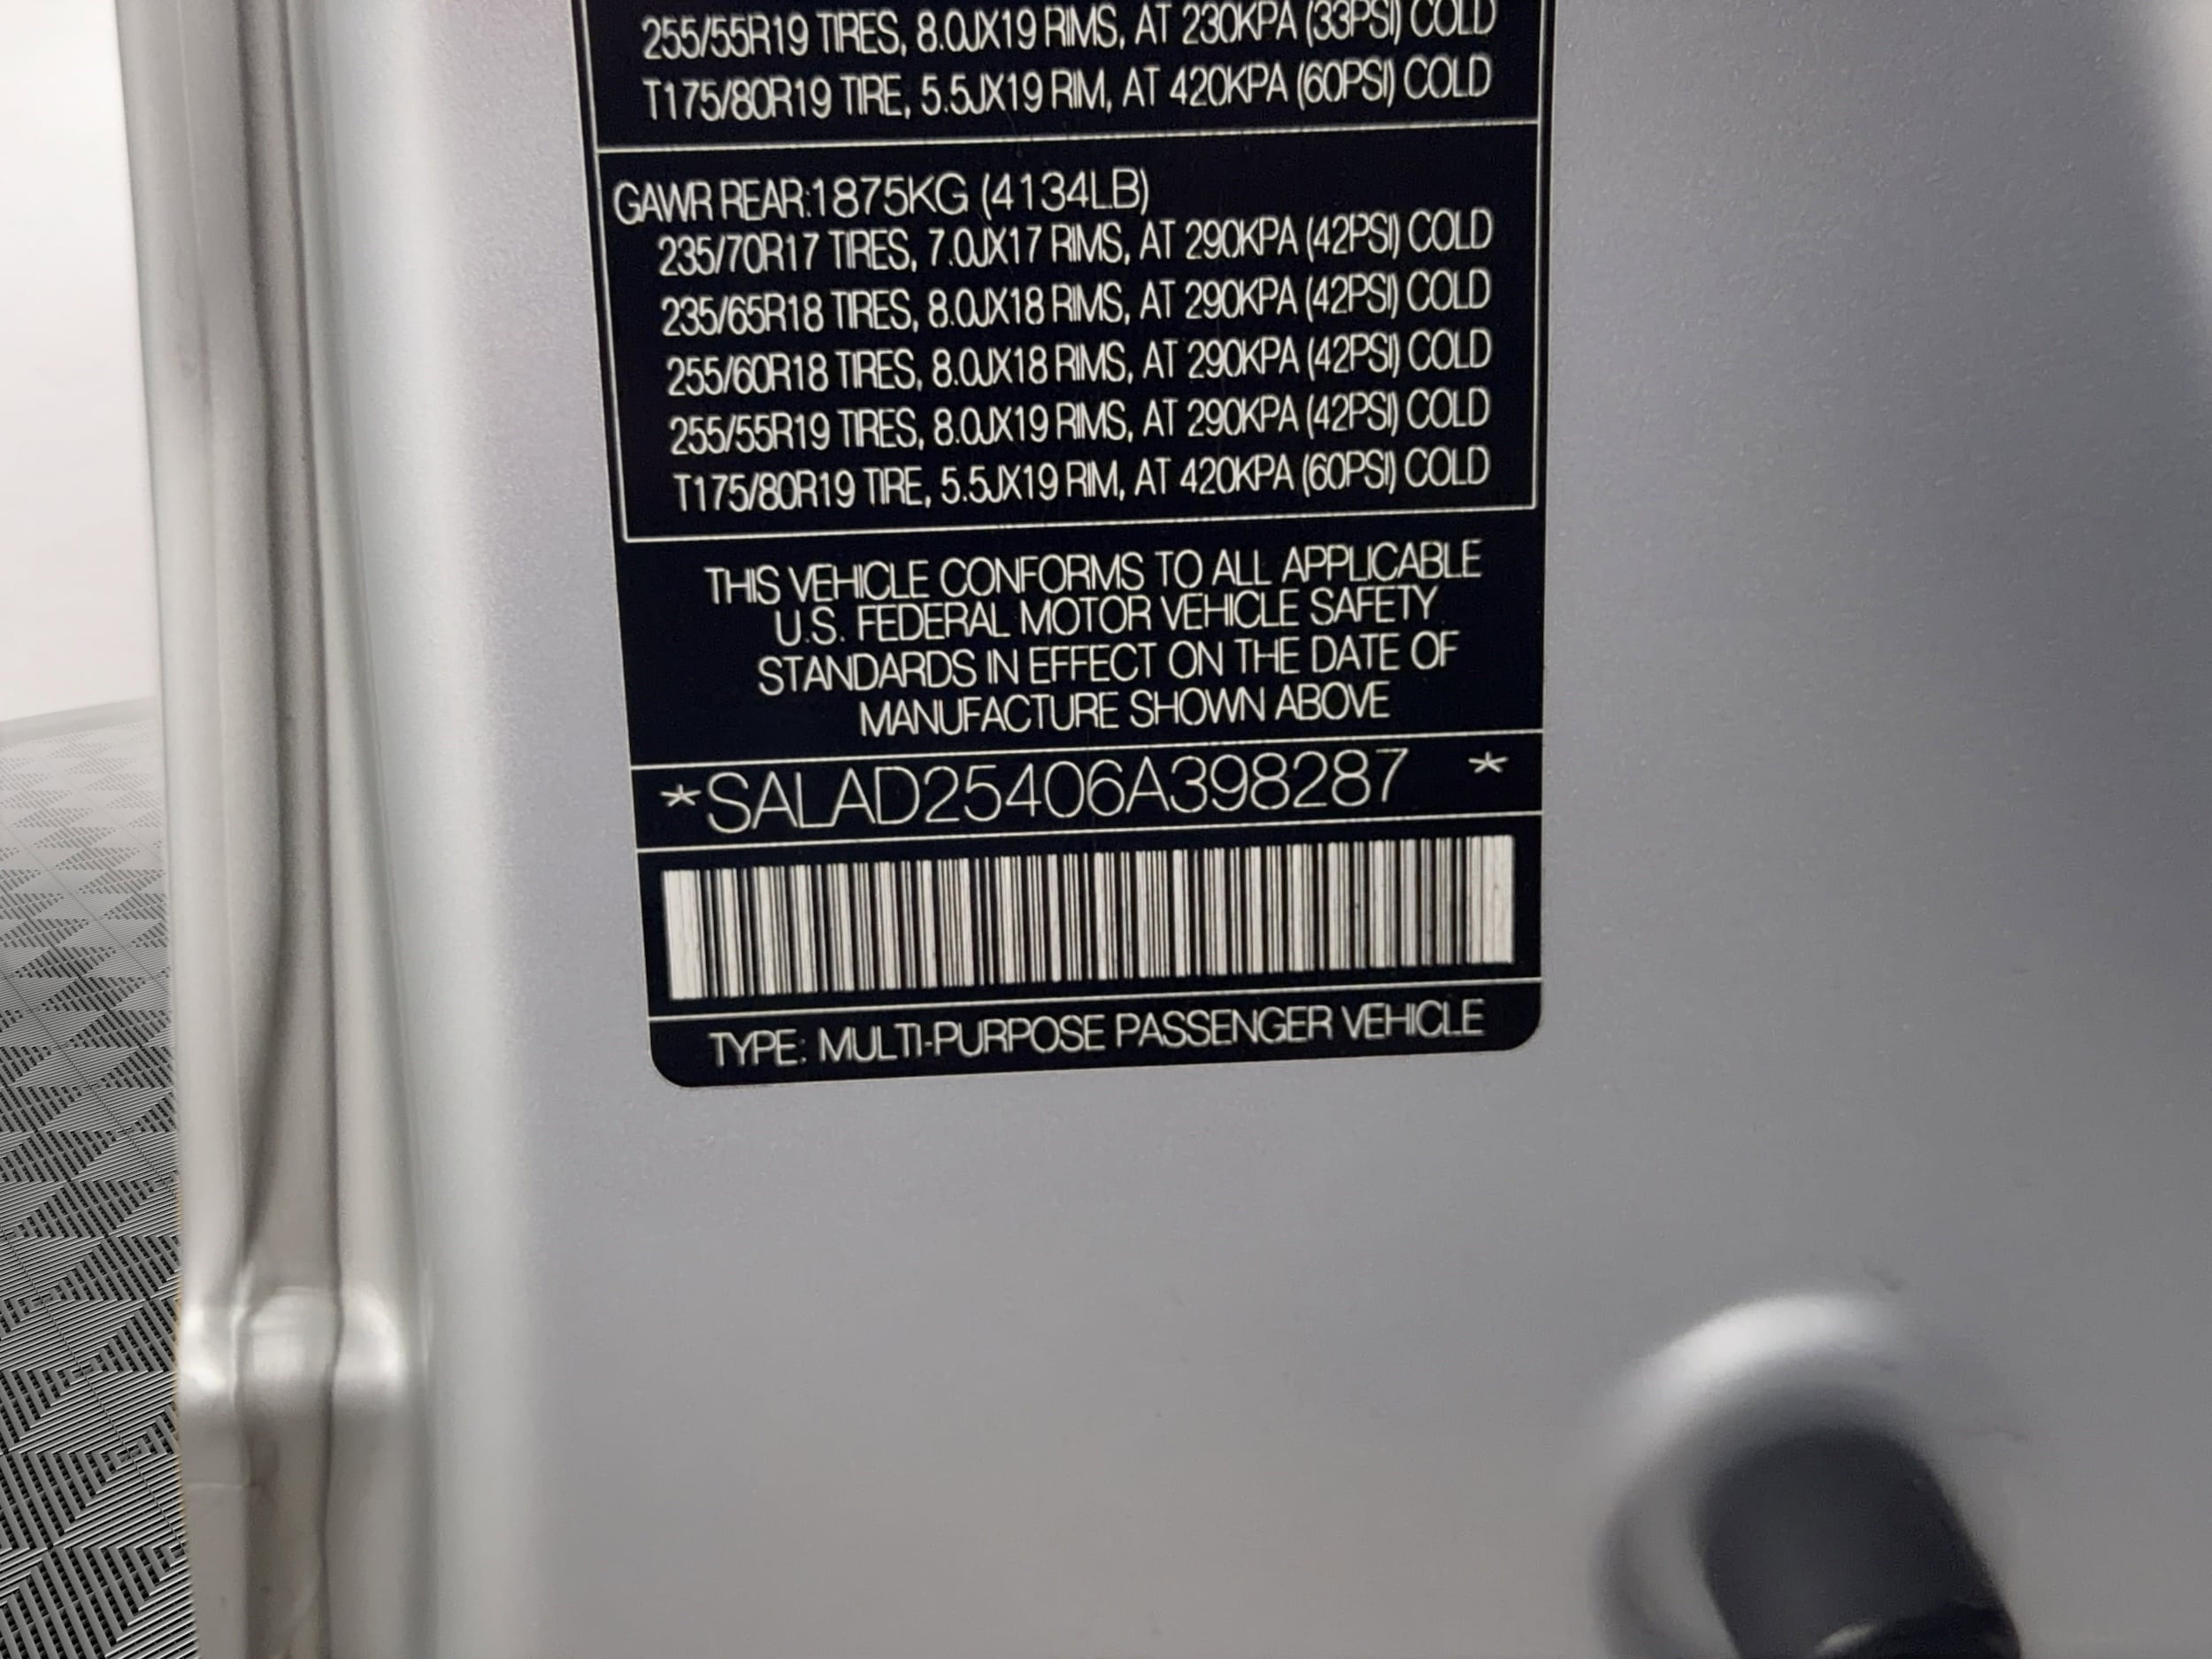 255/55R19 TIRES, 8.0JX19 RIMS, AT 230KPA (33PSI) COLD
T175/80R19 TIRE, 5.5JX19 RIM, AT 420KPA (60PSI) COLD
GAWR REAR:1875KG (4134LB)
235/70R17 TIRES, 7.0JX17 RIMS, AT 290KPA (42PSI) COLD
235/65R18 TIRES, 8.0JX18 RIMS, AT 290KPA (42PSI) COLD
255/60R18 TIRES, 8.0JX18 RIMS, AT 290KPA (42PSI) COLD
255/55R19 TIRES, 8.0JX19 RIMS, AT 290KPA (42PSI) COLD
T175/80R19 TIRE, 5.5JX19 RIM, AT 420KPA (60PSI) COLD
THIS VEHICLE CONFORMS TO ALL APPLICABLE
U.S. FEDERAL MOTOR VEHICLE SAFETY
STANDARDS IN EFFECT ON THE DATE OF
MANUFACTURE SHOWN ABOVE
*SALAD25406A398287 *
TYPE: MULTI-PURPOSE PASSENGER VEHICLE